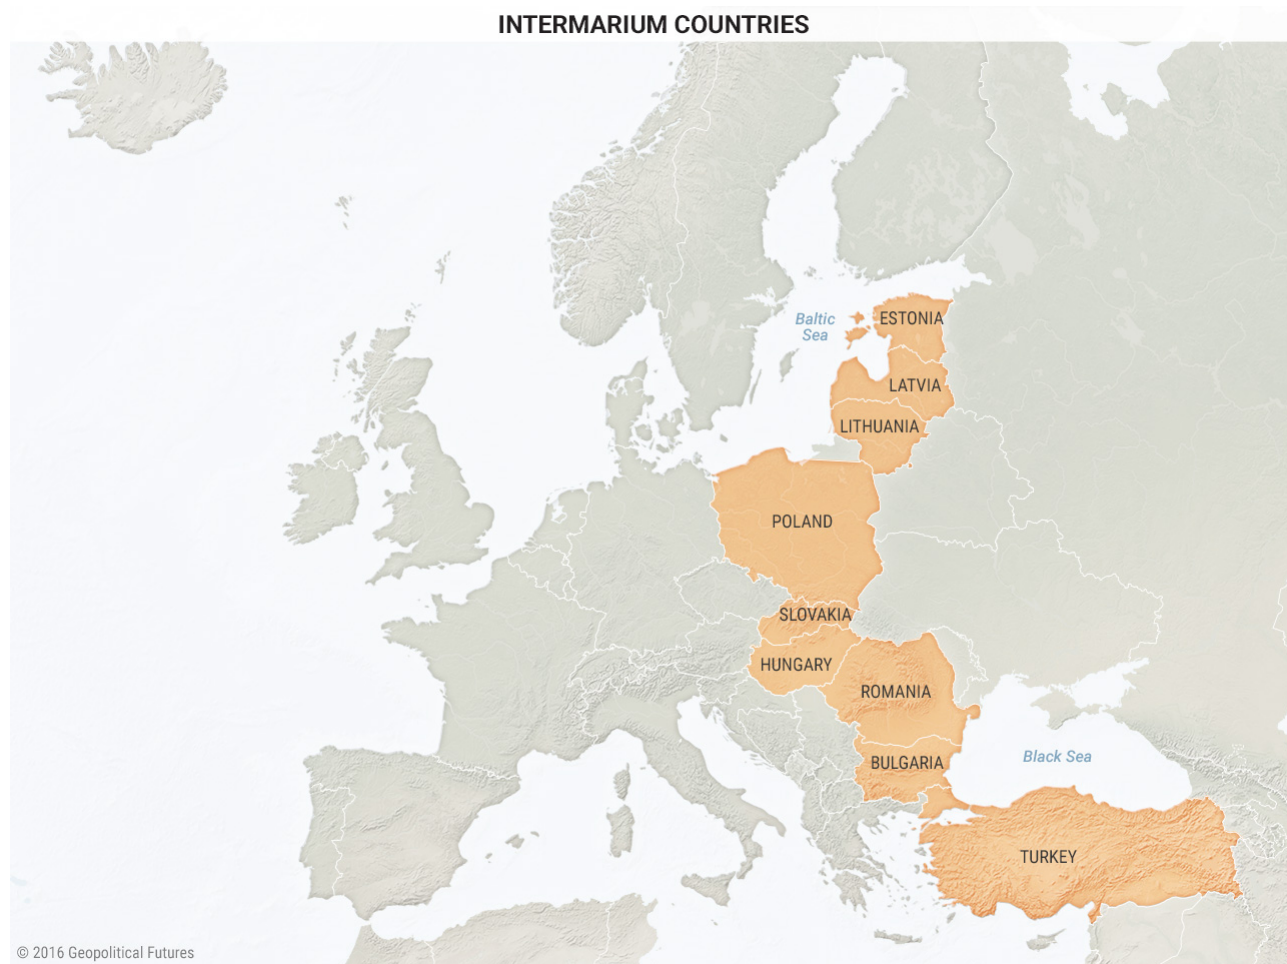 INTERMARIUM COUNTRIES
Baltic
Sea
ESTONIA
LATVIA
LITHUANIA
POLAND
SLOVAKIA
HUNGARY
ROMANIA
BULGARIA
Black Sea
TURKEY
© 2016 Geopolitical Futures